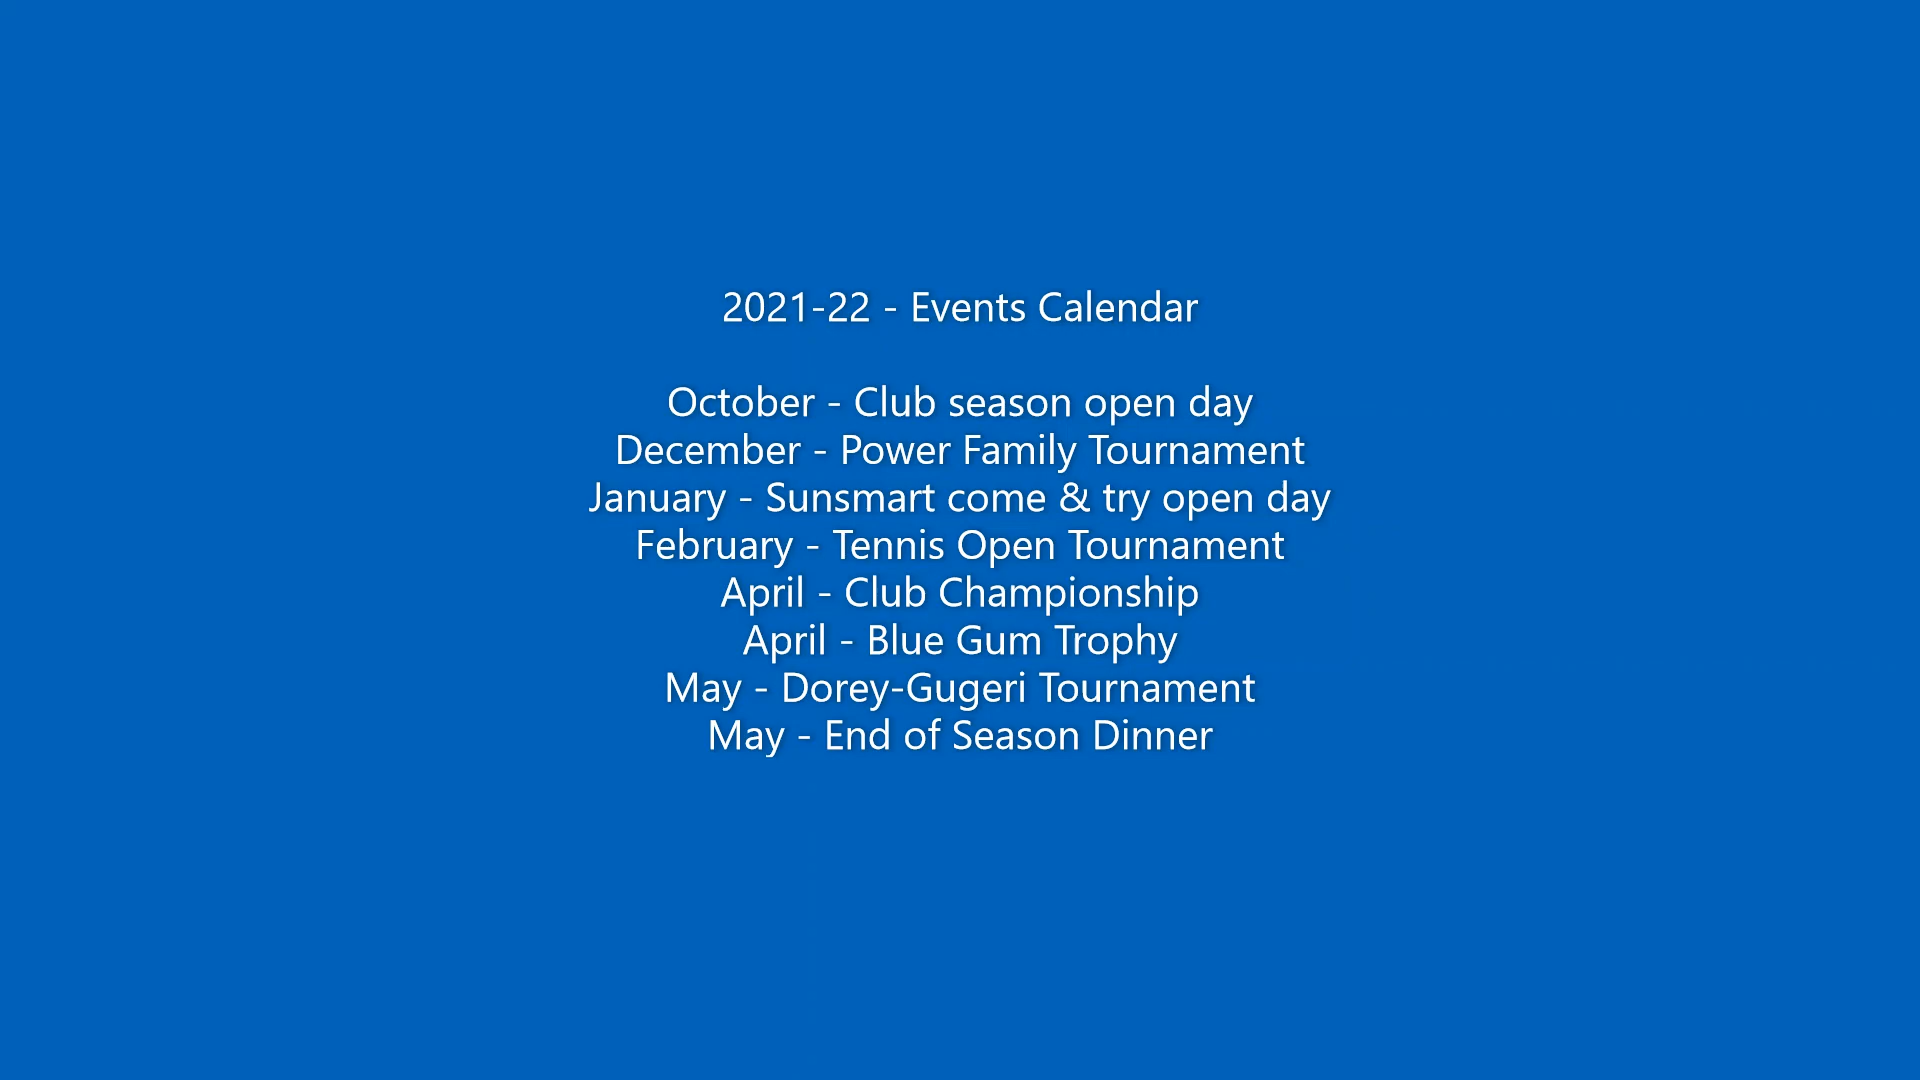 2021-22 - Events Calendar
October - Club season open day
December - Power Family Tournament
January - Sunsmart come & try open day
February - Tennis Open Tournament
April - Club Championship
April - Blue Gum Trophy
May - Dorey-Gugeri Tournament
May - End of Season Dinner